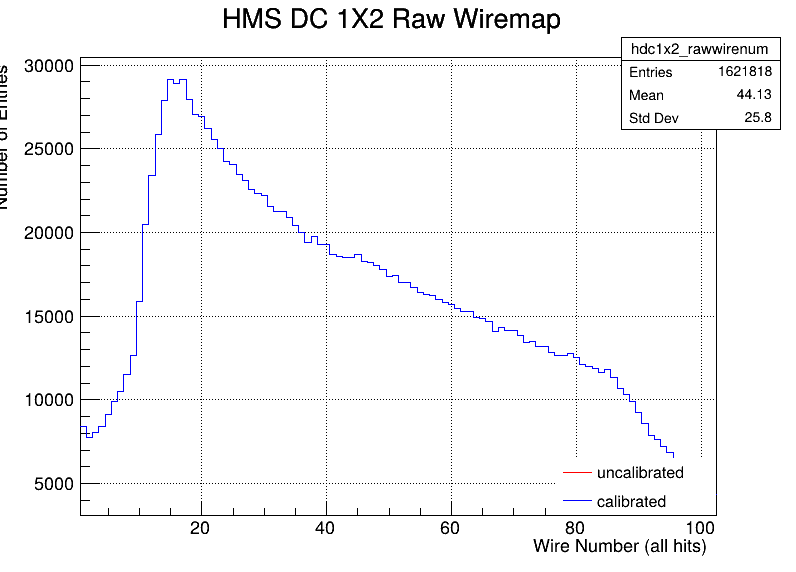 HMS DC 1X2 Raw Wiremap
hdc1x2_rawwirenum
Entries 1621818
Mean 44.13
Std Dev 25.8
Number of Entries
30000
25000
20000
15000
10000
5000
uncalibrated
calibrated
20 40 60 80 100
Wire Number (all hits)